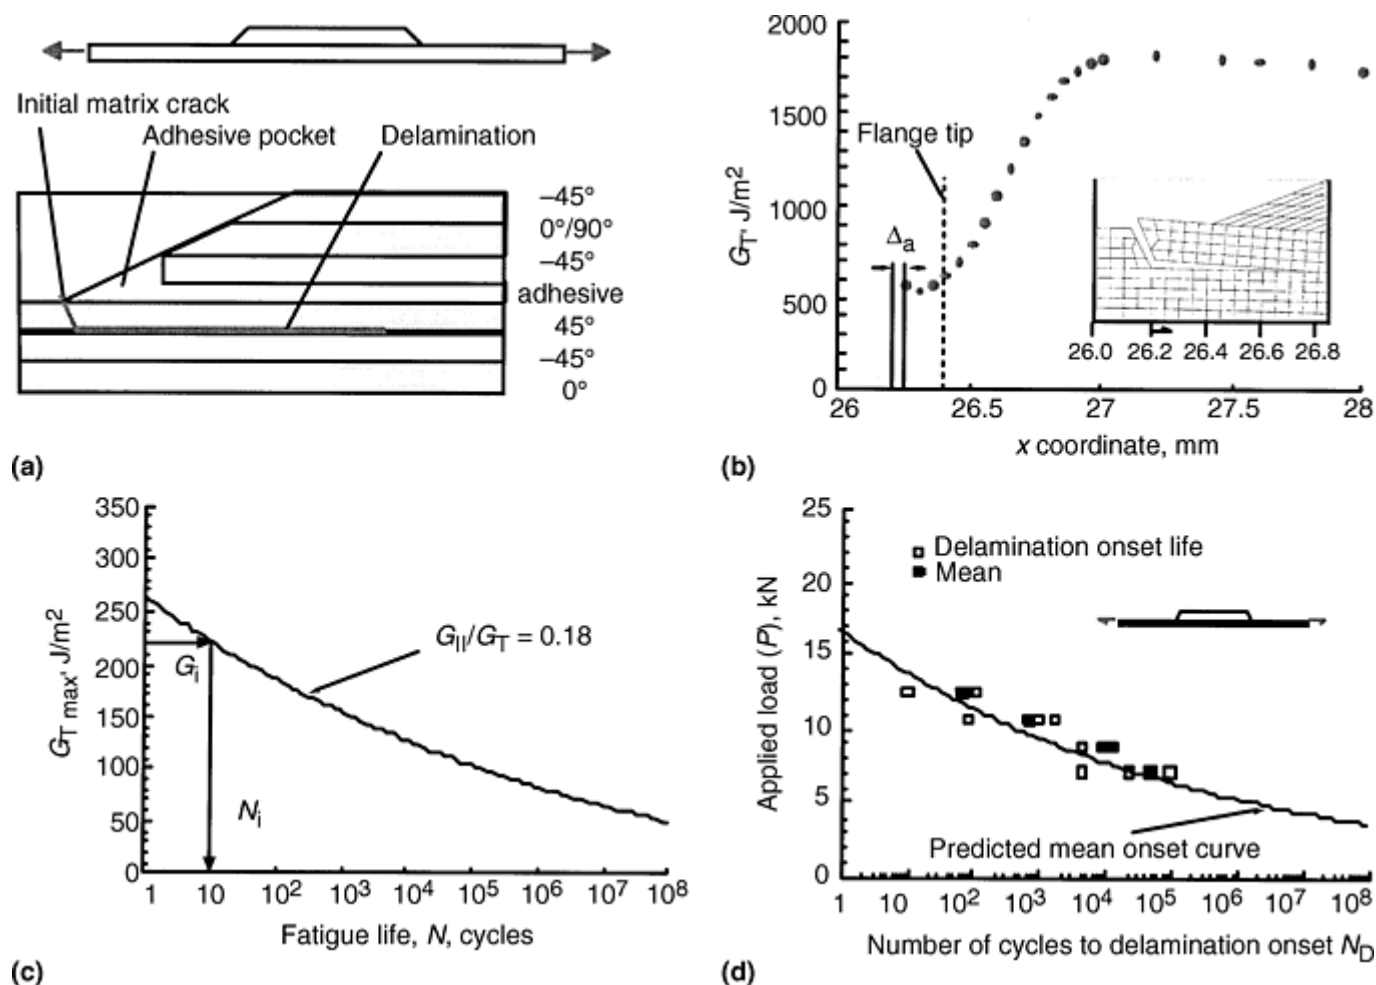 Initial matrix crack
Adhesive pocket
Delamination
–45°
0°/90°
–45°
adhesive
45°
–45°
0°
(a)
2000
1500
1000
500
0
G_T, J/m²
Flange tip
Δ_a
26.0 26.2 26.4 26.6 26.8
26 26.5 27 27.5 28
x coordinate, mm
(b)
350
300
250
200
150
100
50
0
G_T max, J/m²
G_II/G_T = 0.18
G_i
N_i
1 10 10² 10³ 10⁴ 10⁵ 10⁶ 10⁷ 10⁸
Fatigue life, N, cycles
(c)
25
20
15
10
5
0
Applied load (P), kN
Delamination onset life
Mean
Predicted mean onset curve
1 10 10² 10³ 10⁴ 10⁵ 10⁶ 10⁷ 10⁸
Number of cycles to delamination onset N_D
(d)